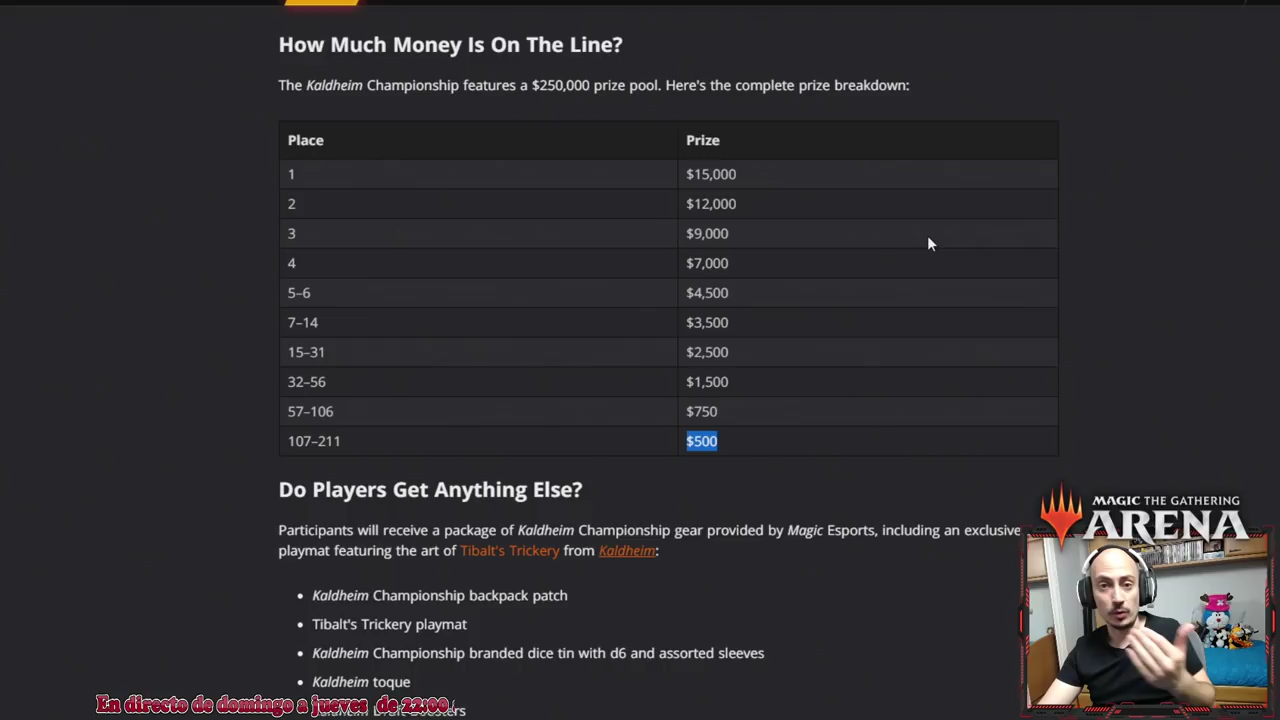 How Much Money Is On The Line?
The Kaldheim Championship features a $250,000 prize pool. Here's the complete prize breakdown:
Place Prize
1 $15,000
2 $12,000
3 $9,000
4 $7,000
5–6 $4,500
7–14 $3,500
15–31 $2,500
32–56 $1,500
57–106 $750
107–211 $500
Do Players Get Anything Else?
Participants will receive a package of Kaldheim Championship gear provided by Magic Esports, including an exclusive
playmat featuring the art of Tibalt's Trickery from Kaldheim:
• Kaldheim Championship backpack patch
• Tibalt's Trickery playmat
• Kaldheim Championship branded dice tin with d6 and assorted sleeves
• Kaldheim toque
MAGIC THE GATHERING
ARENA
En directo de domingo a jueves de 22:00